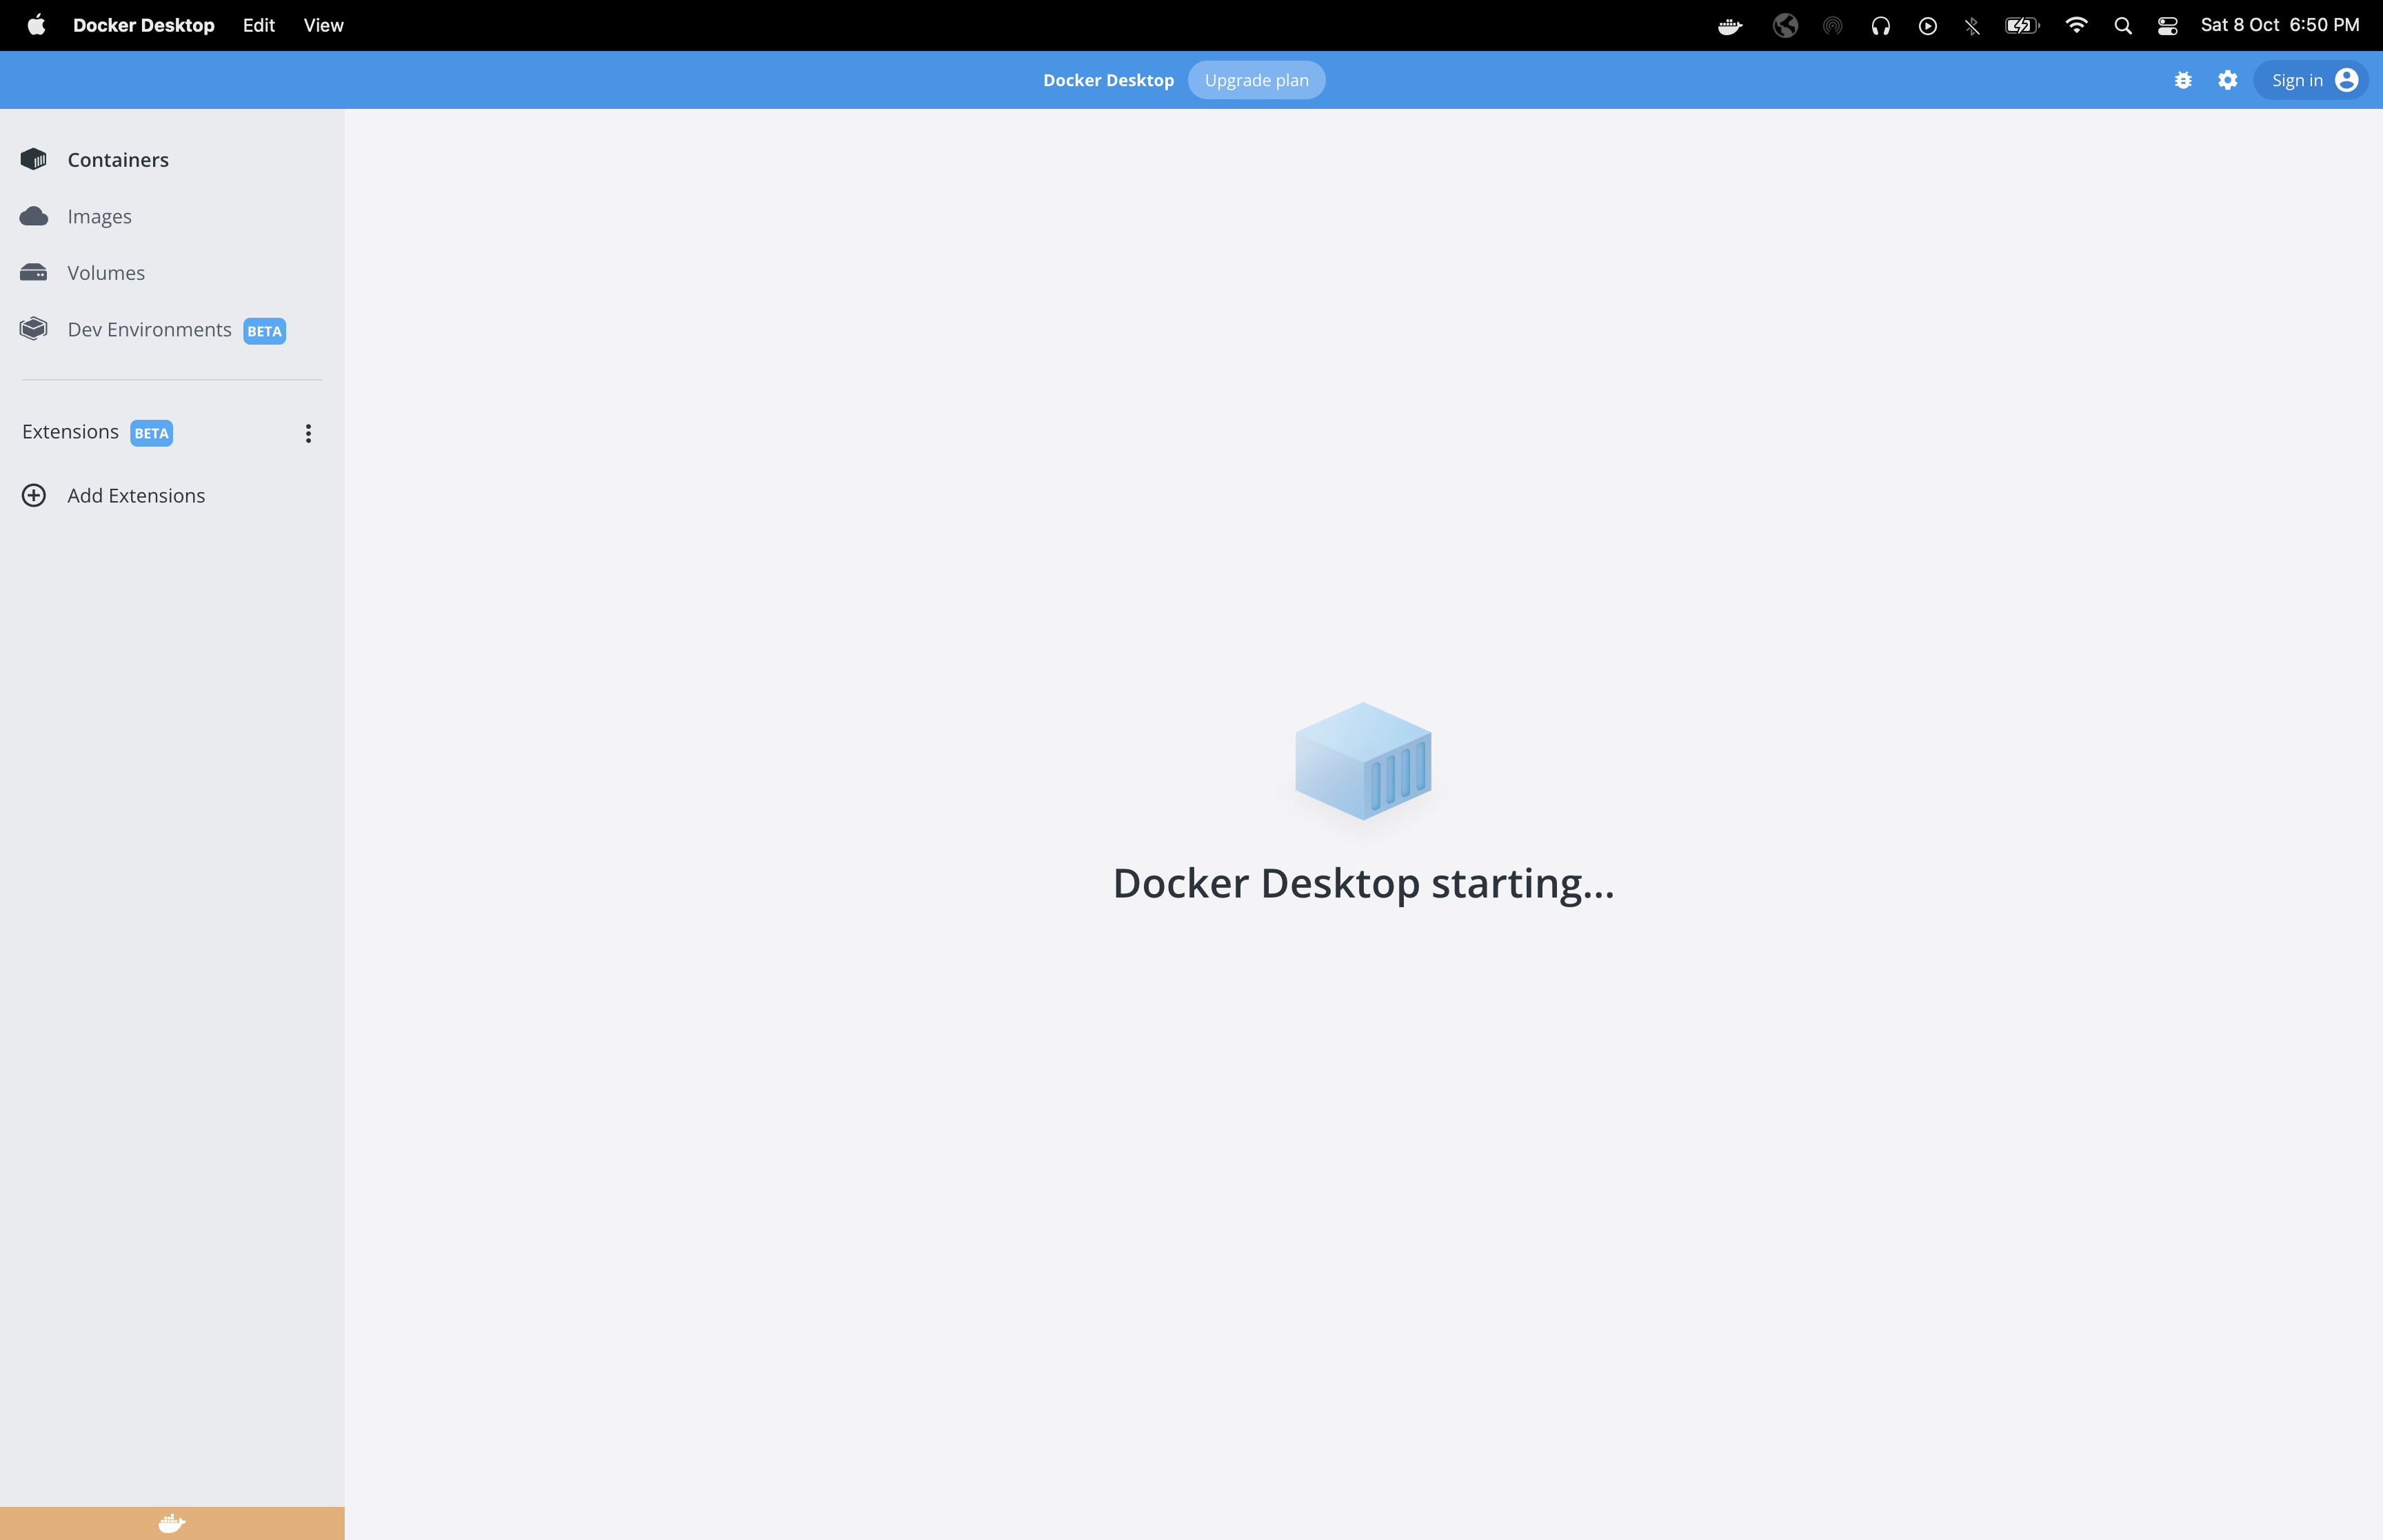 Docker Desktop Edit View Sat 8 Oct 6:50 PM
Docker Desktop Upgrade plan Sign in
Containers
Images
Volumes
Dev Environments BETA
Extensions BETA
Add Extensions
Docker Desktop starting...